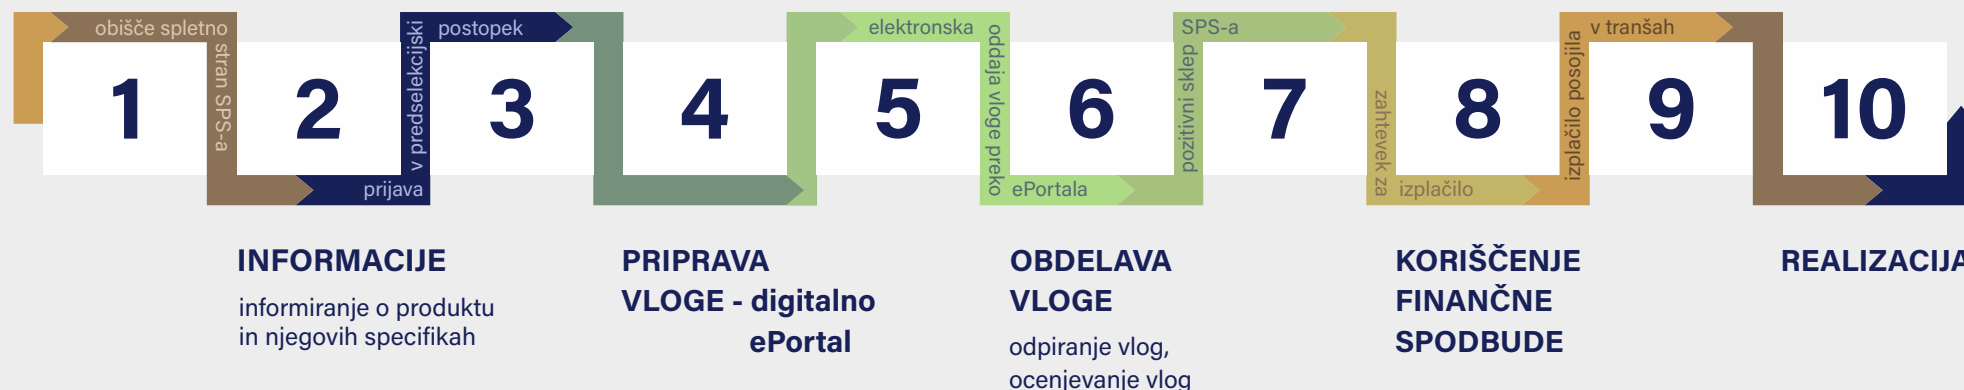 obišče spletno
stran SPS-a
prijava
v predselekcijski
postopek
elektronska
oddaja vloge preko
ePortala
pozitivni sklep
SPS-a
zahtevek za
izplačilo
izplačilo posojila
v tranšah
1
2
3
4
5
6
7
8
9
10
INFORMACIJE
informiranje o produktu
in njegovih specifikah
PRIPRAVA
VLOGE - digitalno
ePortal
OBDELAVA
VLOGE
odpiranje vlog,
ocenjevanje vlog
KORIŠČENJE
FINANČNE
SPODBUDE
REALIZACIJA